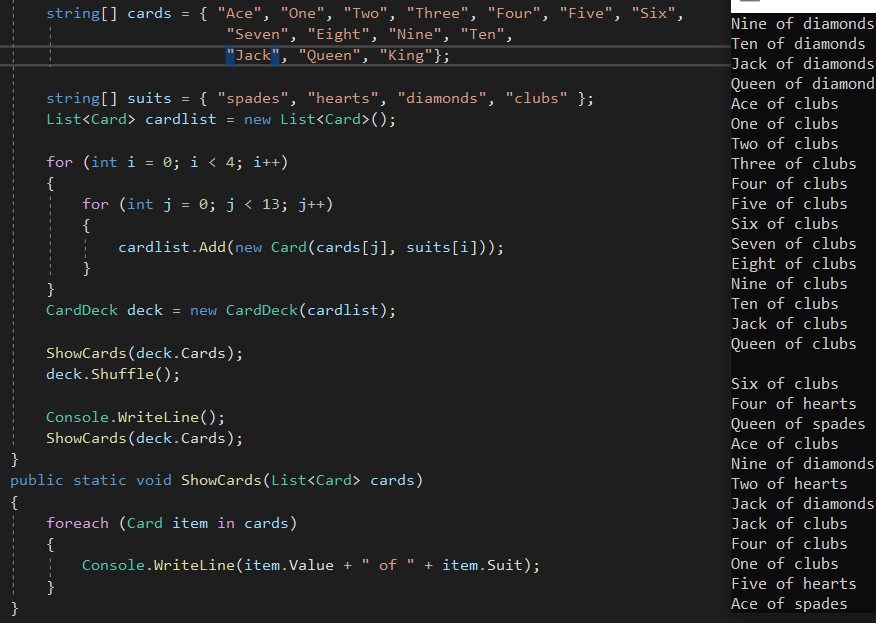 string[] cards = { "Ace", "One", "Two", "Three", "Four", "Five", "Six",
"Seven", "Eight", "Nine", "Ten",
"Jack", "Queen", "King"};
string[] suits = { "spades", "hearts", "diamonds", "clubs" };
List<Card> cardlist = new List<Card>();
for (int i = 0; i < 4; i++)
{
for (int j = 0; j < 13; j++)
{
cardlist.Add(new Card(cards[j], suits[i]));
}
}
CardDeck deck = new CardDeck(cardlist);
ShowCards(deck.Cards);
deck.Shuffle();
Console.WriteLine();
ShowCards(deck.Cards);
}
public static void ShowCards(List<Card> cards)
{
foreach (Card item in cards)
{
Console.WriteLine(item.Value + " of " + item.Suit);
}
}
Nine of diamonds
Ten of diamonds
Jack of diamonds
Queen of diamond
Ace of clubs
One of clubs
Two of clubs
Three of clubs
Four of clubs
Five of clubs
Six of clubs
Seven of clubs
Eight of clubs
Nine of clubs
Ten of clubs
Jack of clubs
Queen of clubs
Six of clubs
Four of hearts
Queen of spades
Ace of clubs
Nine of diamonds
Two of hearts
Jack of diamonds
Jack of clubs
Four of clubs
One of clubs
Five of hearts
Ace of spades